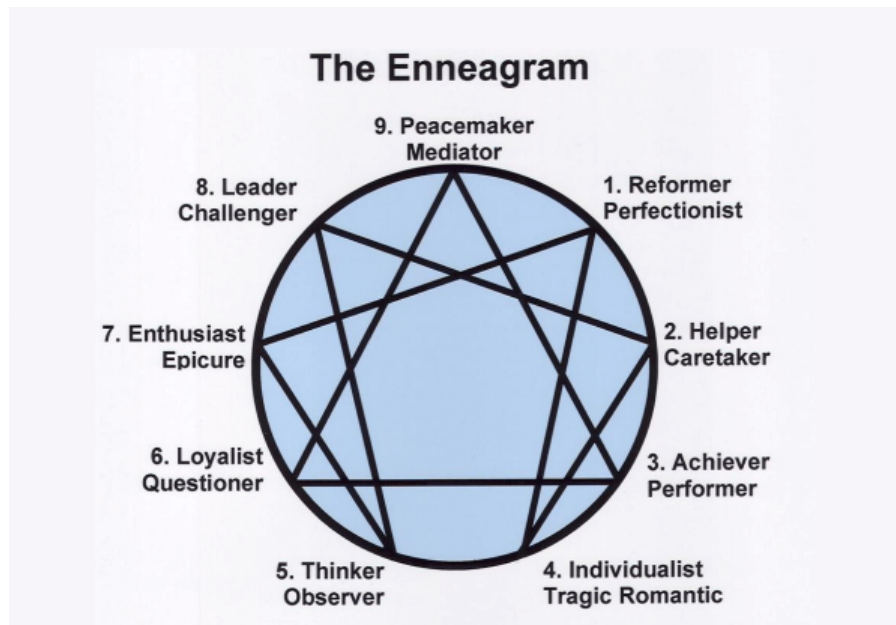 The Enneagram
9. Peacemaker
Mediator
8. Leader
Challenger
1. Reformer
Perfectionist
7. Enthusiast
Epicure
2. Helper
Caretaker
6. Loyalist
Questioner
3. Achiever
Performer
5. Thinker
Observer
4. Individualist
Tragic Romantic